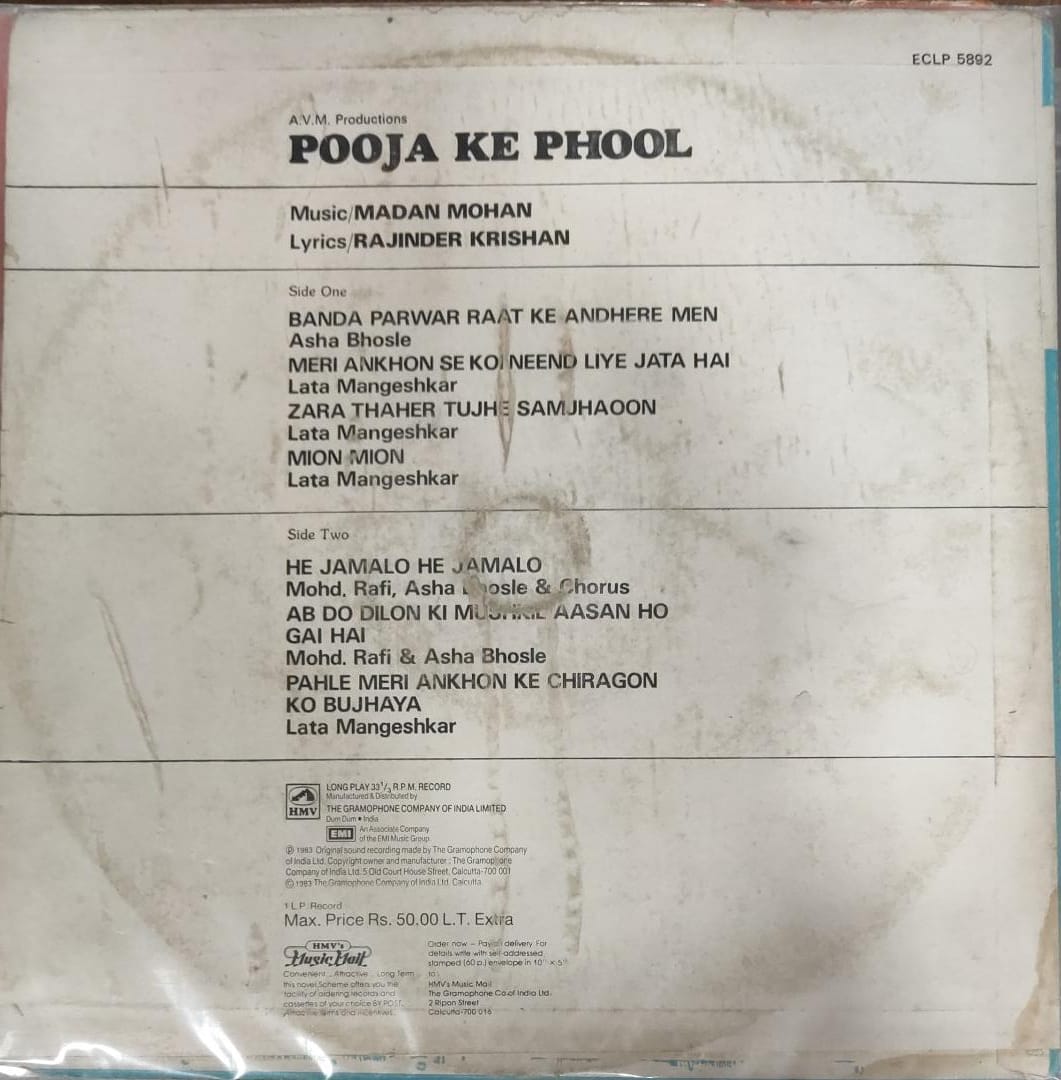 ECLP 5892
A.V.M. Productions
POOJA KE PHOOL
Music/MADAN MOHAN
Lyrics/RAJINDER KRISHAN
Side One
BANDA PARWAR RAAT KE ANDHERE MEN
Asha Bhosle
MERI ANKHON SE KOI NEEND LIYE JATA HAI
Lata Mangeshkar
ZARA THAHER TUJHE SAMJHAOON
Lata Mangeshkar
MION MION
Lata Mangeshkar
Side Two
HE JAMALO HE JAMALO
Mohd. Rafi, Asha Bhosle & Chorus
AB DO DILON KI MUSHKIL AASAN HO
GAI HAI
Mohd. Rafi & Asha Bhosle
PAHLE MERI ANKHON KE CHIRAGON
KO BUJHAYA
Lata Mangeshkar
HMV
LONG PLAY 33 1/3 R.P.M. RECORD
Manufactured & Distributed by
THE GRAMOPHONE COMPANY OF INDIA LIMITED
Dum Dum • India
EMI
An Associate Company
of the EMI Music Group
℗ 1983 Original sound recording made by The Gramophone Company
of India Ltd. Copyright owner and manufacturer : The Gramophone
Company of India Ltd. 5 Old Court House Street, Calcutta-700 001
© 1983 The Gramophone Company of India Ltd. Calcutta
1 L.P. Record
Max. Price Rs. 50.00 L.T. Extra
HMV's
Music Mail
Convenient... Attractive... Long Term
this novel Scheme offers you the
facility of ordering records and
cassettes of your choice BY POST.
Attractive terms and incentives.
Order now – Pay on delivery. For
details write with self-addressed
stamped (60 p.) envelope in 10" x 5"
to:
HMV's Music Mail
The Gramophone Co of India Ltd.
2 Ripon Street
Calcutta-700 016